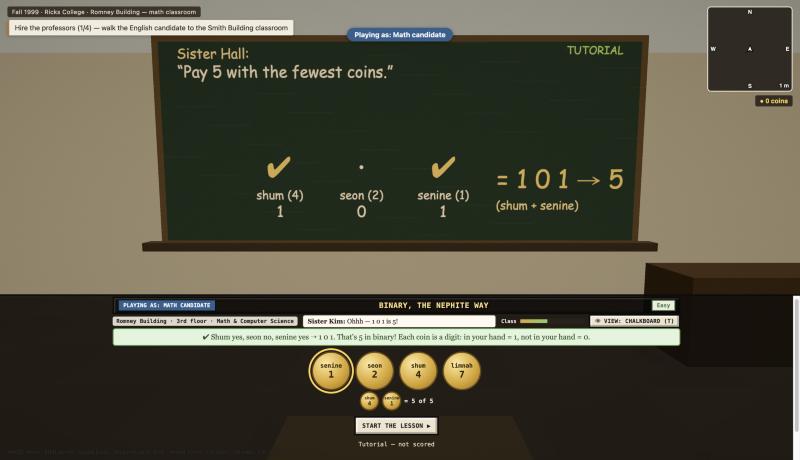 Fall 1999 · Ricks College · Romney Building — math classroom
Hire the professors (1/4) — walk the English candidate to the Smith Building classroom
Playing as: Math candidate
N
W A E
S 1 m
● 0 coins
Sister Hall:
“Pay 5 with the fewest coins.”
TUTORIAL
✔ · ✔
shum (4) seon (2) senine (1)
1 0 1
= 1 0 1 → 5
(shum + senine)
PLAYING AS: MATH CANDIDATE
BINARY, THE NEPHITE WAY
Easy
Romney Building · 3rd floor · Math & Computer Science
Sister Kim: Ohhh — 1 0 1 is 5!
Class
VIEW: CHALKBOARD (T)
✔ Shum yes, seon no, senine yes → 1 0 1. That's 5 in binary! Each coin is a digit: in your hand = 1, not in your hand = 0.
senine 1
seon 2
shum 4
limnah 7
shum 4
senine 1
= 5 of 5
START THE LESSON ▶
Tutorial — not scored